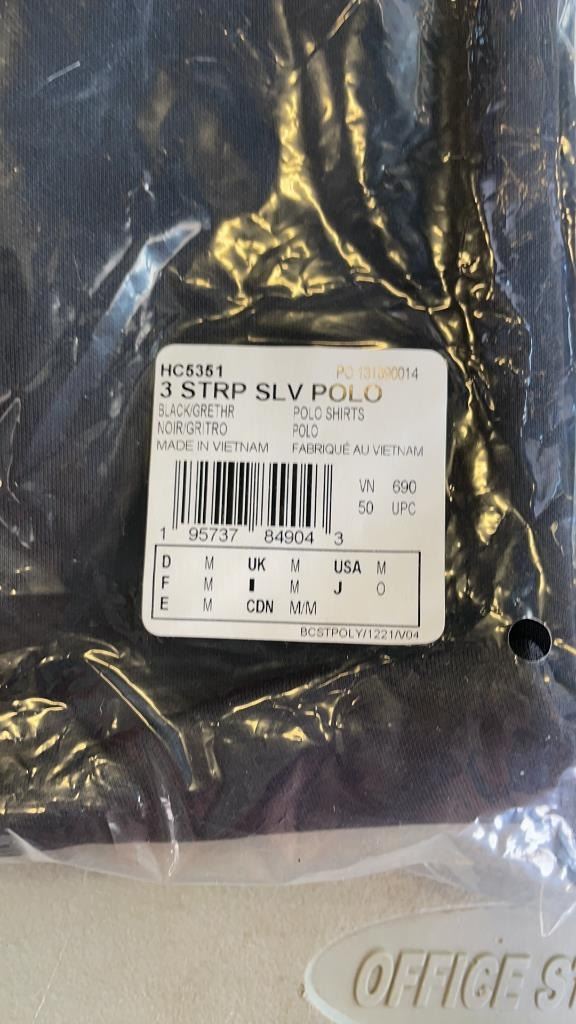 HC5351 PO 131890014
3 STRP SLV POLO
BLACK/GRETHR POLO SHIRTS
NOIR/GRITRO POLO
MADE IN VIETNAM FABRIQUÉ AU VIETNAM
VN 690
50 UPC
1 95737 84904 3
D M UK M USA M
F M I M J O
E M CDN M/M
BCSTPOLY/1221/V04
OFFICE